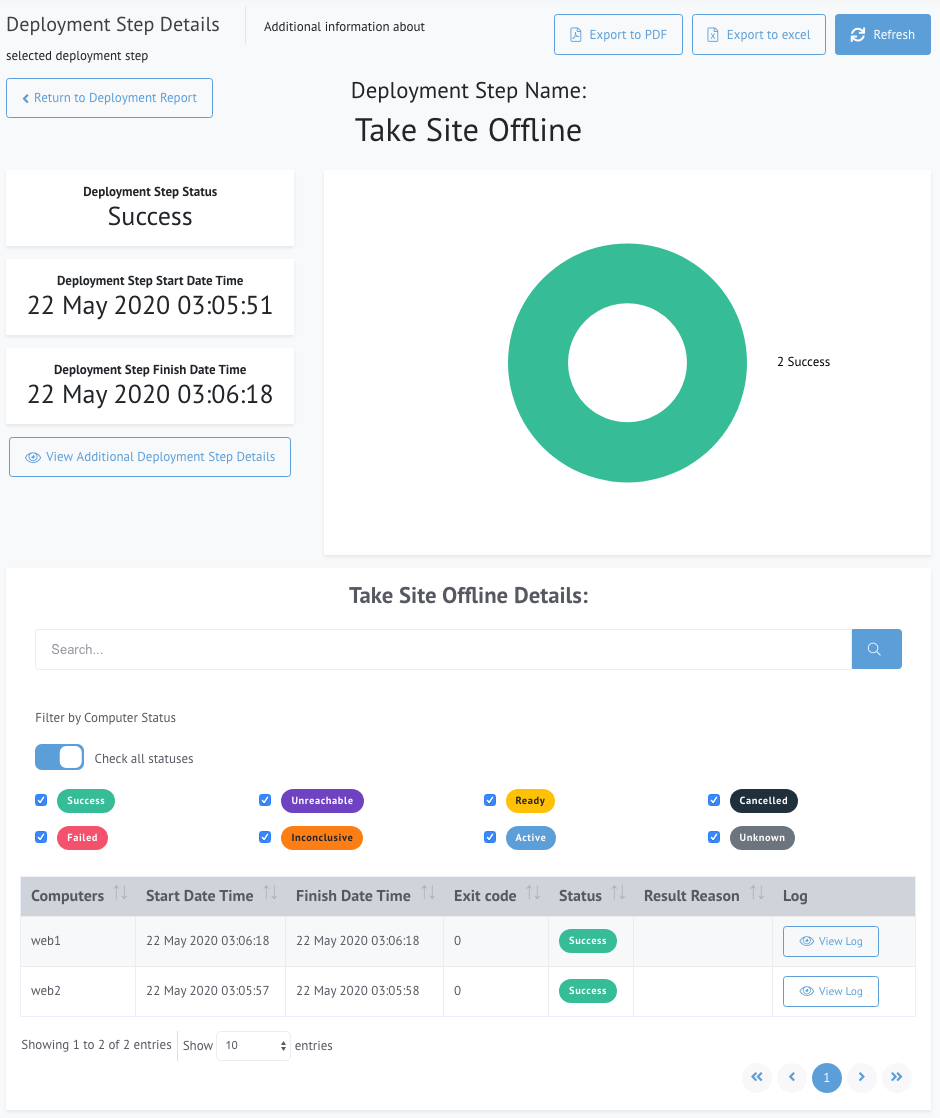 Deployment Step Details
Additional information about
selected deployment step
Export to PDF
Export to excel
Refresh
Return to Deployment Report
Deployment Step Name:
Take Site Offline
Deployment Step Status
Success
Deployment Step Start Date Time
22 May 2020 03:05:51
Deployment Step Finish Date Time
22 May 2020 03:06:18
View Additional Deployment Step Details
2 Success
Take Site Offline Details:
Search...
Filter by Computer Status
Check all statuses
Success Unreachable Ready Cancelled
Failed Inconclusive Active Unknown
Computers Start Date Time Finish Date Time Exit code Status Result Reason Log
web1 22 May 2020 03:06:18 22 May 2020 03:06:18 0 Success View Log
web2 22 May 2020 03:05:57 22 May 2020 03:05:58 0 Success View Log
Showing 1 to 2 of 2 entries Show 10 entries
1